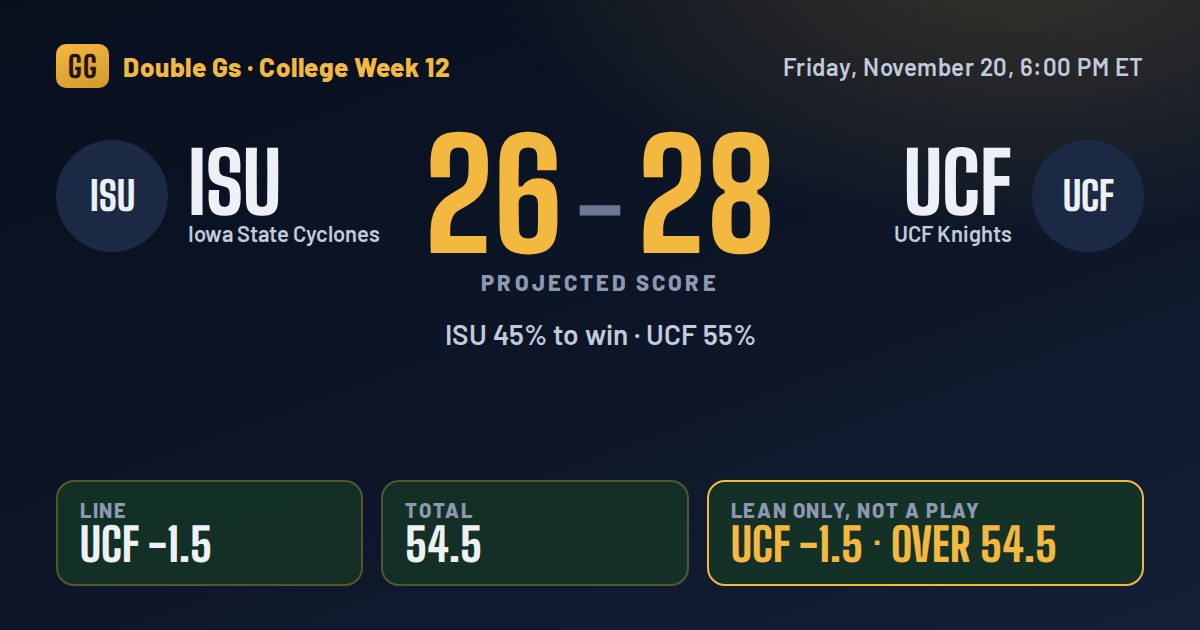 GG Double Gs · College Week 12
Friday, November 20, 6:00 PM ET
ISU
ISU
Iowa State Cyclones
26 – 28
UCF
UCF Knights
UCF
PROJECTED SCORE
ISU 45% to win · UCF 55%
LINE
UCF −1.5
TOTAL
54.5
LEAN ONLY, NOT A PLAY
UCF −1.5 · OVER 54.5